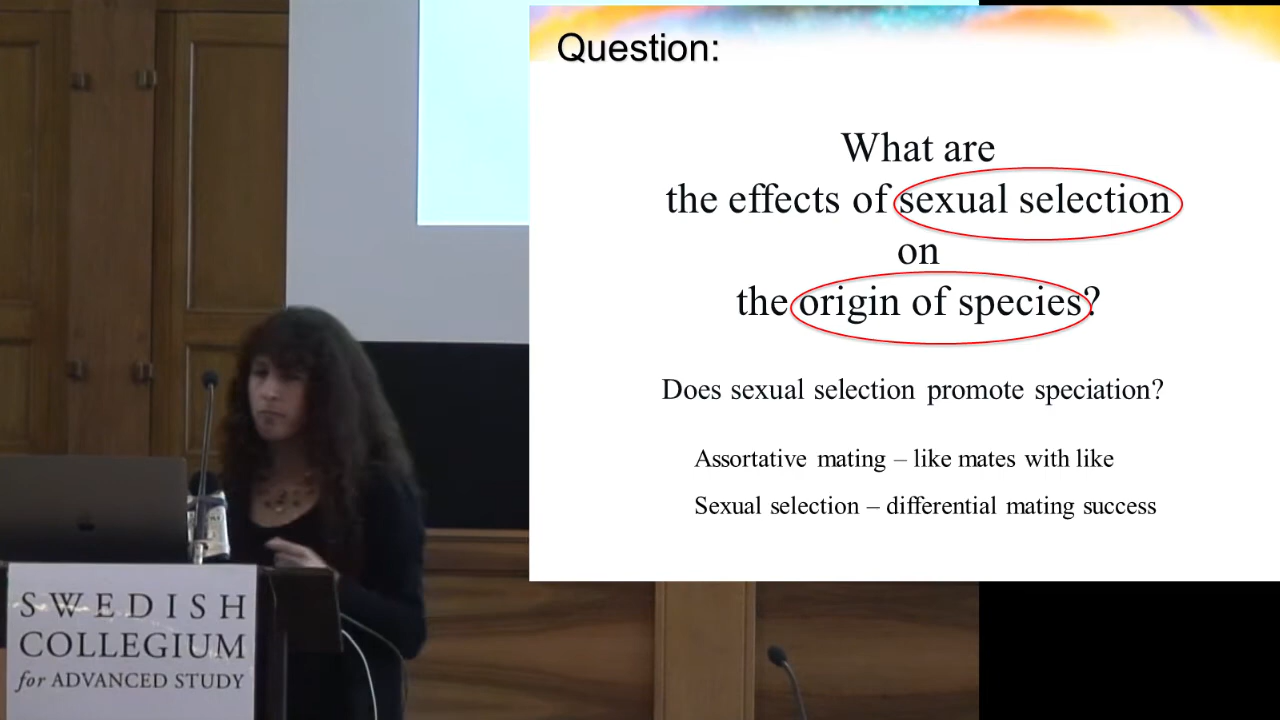 Question:
What are
the effects of sexual selection
on
the origin of species?
Does sexual selection promote speciation?
Assortative mating – like mates with like
Sexual selection – differential mating success
SWEDISH
COLLEGIUM
for ADVANCED STUDY